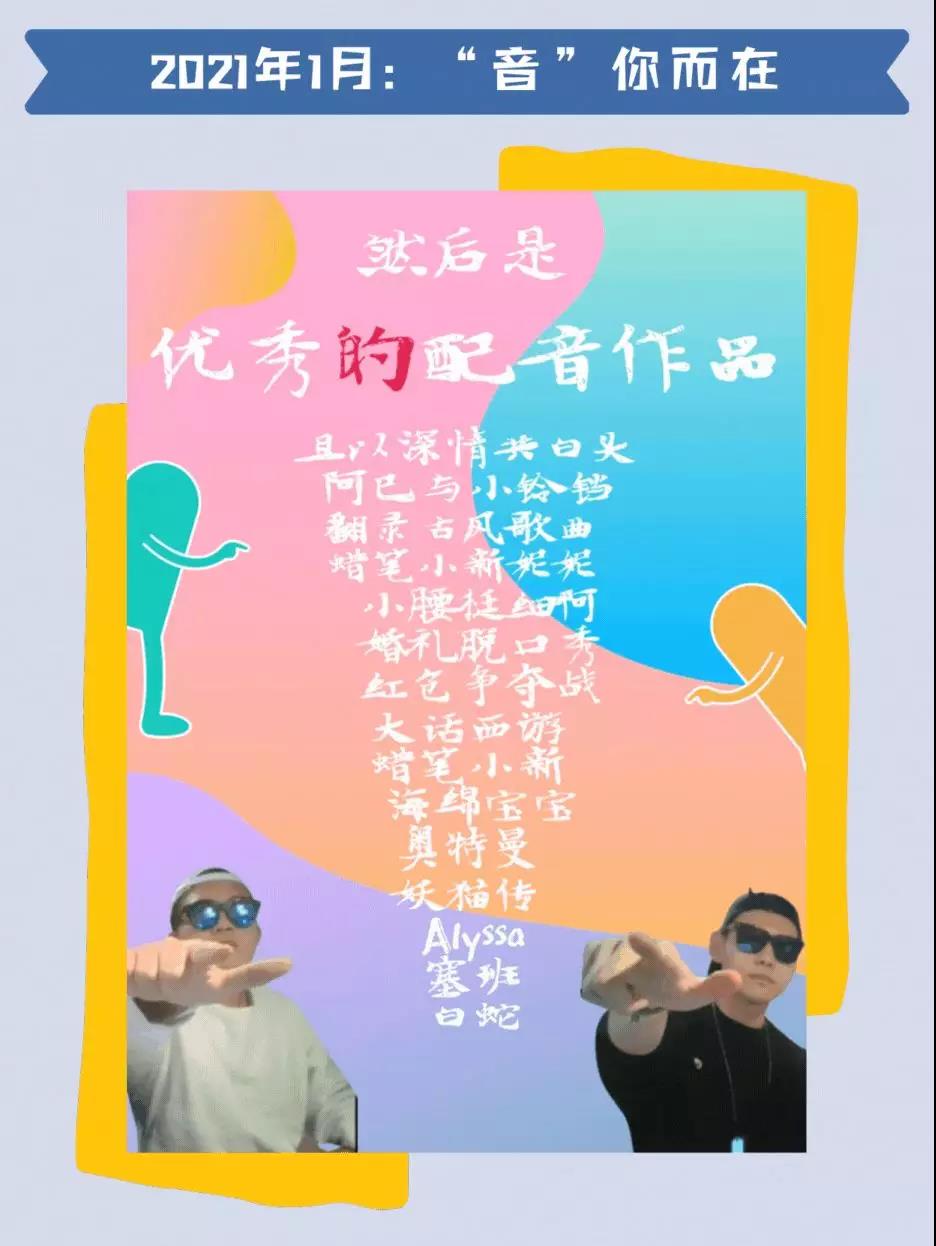 2021年1月：“音”你而在
然后是
优秀的配音作品
且以深情共白头
阿巴与小铃铛
翻录古风歌曲
蜡笔小新妮妮
小腰挺细阿
婚礼脱口秀
红包争夺战
大话西游
蜡笔小新
海绵宝宝
奥特曼
妖猫传
Alyssa
塞班
白蛇